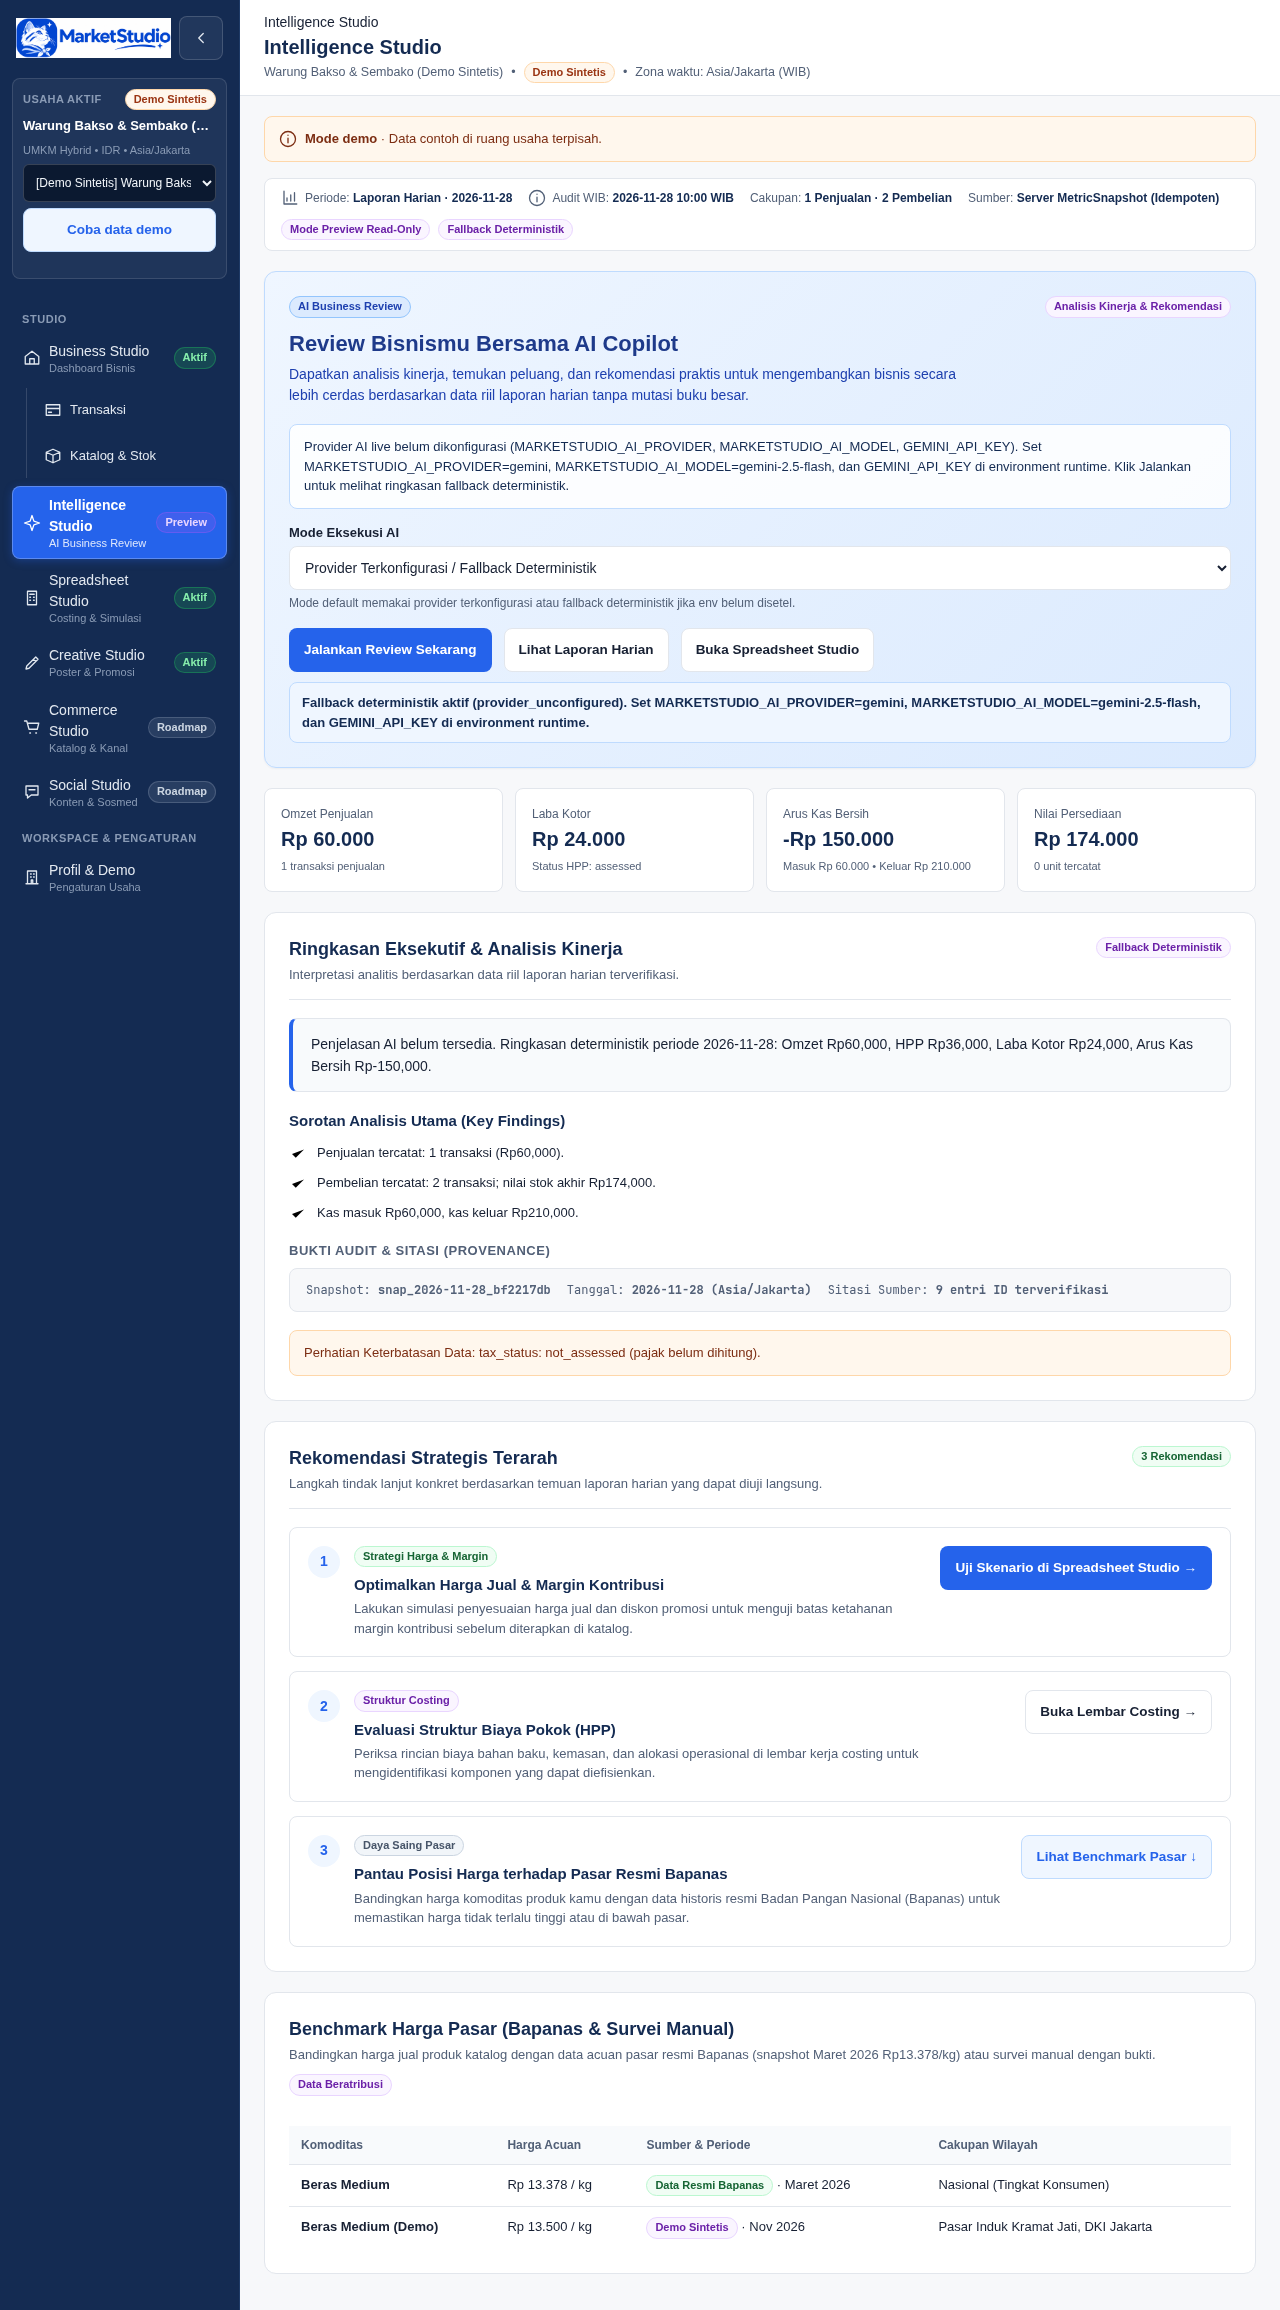 MarketStudio
USAHA AKTIF
Demo Sintetis
Warung Bakso & Sembako (...
UMKM Hybrid • IDR • Asia/Jakarta
[Demo Sintetis] Warung Baks
Coba data demo
STUDIO
Business Studio
Dashboard Bisnis
Aktif
Transaksi
Katalog & Stok
Intelligence
Studio
AI Business Review
Preview
Spreadsheet
Studio
Costing & Simulasi
Aktif
Creative Studio
Poster & Promosi
Aktif
Commerce
Studio
Katalog & Kanal
Roadmap
Social Studio
Konten & Sosmed
Roadmap
WORKSPACE & PENGATURAN
Profil & Demo
Pengaturan Usaha
Intelligence Studio
Intelligence Studio
Warung Bakso & Sembako (Demo Sintetis) • Demo Sintetis • Zona waktu: Asia/Jakarta (WIB)
Mode demo · Data contoh di ruang usaha terpisah.
Periode: Laporan Harian · 2026-11-28 Audit WIB: 2026-11-28 10:00 WIB Cakupan: 1 Penjualan · 2 Pembelian Sumber: Server MetricSnapshot (Idempoten)
Mode Preview Read-Only Fallback Deterministik
AI Business Review
Analisis Kinerja & Rekomendasi
Review Bisnismu Bersama AI Copilot
Dapatkan analisis kinerja, temukan peluang, dan rekomendasi praktis untuk mengembangkan bisnis secara
lebih cerdas berdasarkan data riil laporan harian tanpa mutasi buku besar.
Provider AI live belum dikonfigurasi (MARKETSTUDIO_AI_PROVIDER, MARKETSTUDIO_AI_MODEL, GEMINI_API_KEY). Set
MARKETSTUDIO_AI_PROVIDER=gemini, MARKETSTUDIO_AI_MODEL=gemini-2.5-flash, dan GEMINI_API_KEY di environment runtime. Klik Jalankan
untuk melihat ringkasan fallback deterministik.
Mode Eksekusi AI
Provider Terkonfigurasi / Fallback Deterministik
Mode default memakai provider terkonfigurasi atau fallback deterministik jika env belum disetel.
Jalankan Review Sekarang
Lihat Laporan Harian
Buka Spreadsheet Studio
Fallback deterministik aktif (provider_unconfigured). Set MARKETSTUDIO_AI_PROVIDER=gemini, MARKETSTUDIO_AI_MODEL=gemini-2.5-flash,
dan GEMINI_API_KEY di environment runtime.
Omzet Penjualan
Rp 60.000
1 transaksi penjualan
Laba Kotor
Rp 24.000
Status HPP: assessed
Arus Kas Bersih
-Rp 150.000
Masuk Rp 60.000 • Keluar Rp 210.000
Nilai Persediaan
Rp 174.000
0 unit tercatat
Ringkasan Eksekutif & Analisis Kinerja
Fallback Deterministik
Interpretasi analitis berdasarkan data riil laporan harian terverifikasi.
Penjelasan AI belum tersedia. Ringkasan deterministik periode 2026-11-28: Omzet Rp60,000, HPP Rp36,000, Laba Kotor Rp24,000, Arus Kas
Bersih Rp-150,000.
Sorotan Analisis Utama (Key Findings)
Penjualan tercatat: 1 transaksi (Rp60,000).
Pembelian tercatat: 2 transaksi; nilai stok akhir Rp174,000.
Kas masuk Rp60,000, kas keluar Rp210,000.
BUKTI AUDIT & SITASI (PROVENANCE)
Snapshot: snap_2026-11-28_bf2217db Tanggal: 2026-11-28 (Asia/Jakarta) Sitasi Sumber: 9 entri ID terverifikasi
Perhatian Keterbatasan Data: tax_status: not_assessed (pajak belum dihitung).
Rekomendasi Strategis Terarah
3 Rekomendasi
Langkah tindak lanjut konkret berdasarkan temuan laporan harian yang dapat diuji langsung.
1
Strategi Harga & Margin
Optimalkan Harga Jual & Margin Kontribusi
Lakukan simulasi penyesuaian harga jual dan diskon promosi untuk menguji batas ketahanan
margin kontribusi sebelum diterapkan di katalog.
Uji Skenario di Spreadsheet Studio →
2
Struktur Costing
Evaluasi Struktur Biaya Pokok (HPP)
Periksa rincian biaya bahan baku, kemasan, dan alokasi operasional di lembar kerja costing untuk
mengidentifikasi komponen yang dapat diefisienkan.
Buka Lembar Costing →
3
Daya Saing Pasar
Pantau Posisi Harga terhadap Pasar Resmi Bapanas
Bandingkan harga komoditas produk kamu dengan data historis resmi Badan Pangan Nasional (Bapanas) untuk
memastikan harga tidak terlalu tinggi atau di bawah pasar.
Lihat Benchmark Pasar ↓
Benchmark Harga Pasar (Bapanas & Survei Manual)
Bandingkan harga jual produk katalog dengan data acuan pasar resmi Bapanas (snapshot Maret 2026 Rp13.378/kg) atau survei manual dengan bukti.
Data Beratribusi
Komoditas Harga Acuan Sumber & Periode Cakupan Wilayah
Beras Medium Rp 13.378 / kg Data Resmi Bapanas · Maret 2026 Nasional (Tingkat Konsumen)
Beras Medium (Demo) Rp 13.500 / kg Demo Sintetis · Nov 2026 Pasar Induk Kramat Jati, DKI Jakarta